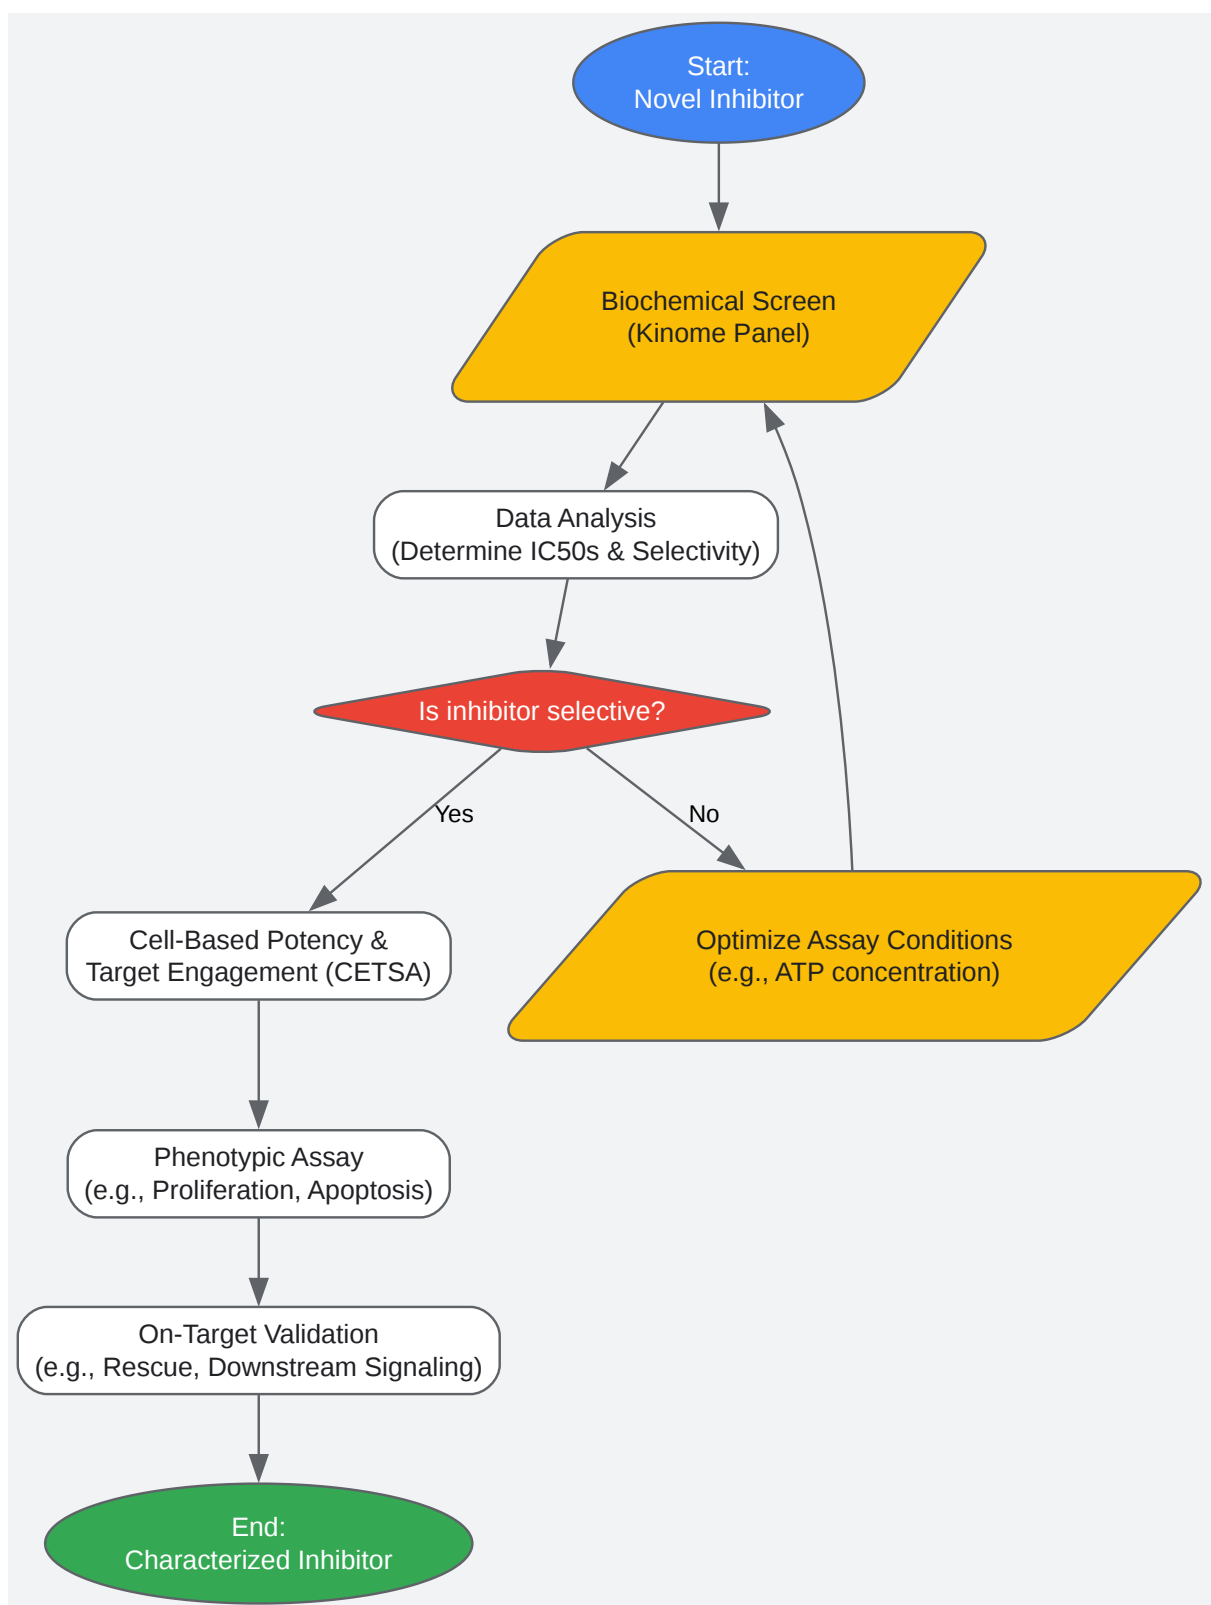 Start:
Novel Inhibitor
Biochemical Screen
(Kinome Panel)
Data Analysis
(Determine IC50s & Selectivity)
Is inhibitor selective?
Yes
No
Cell-Based Potency &
Target Engagement (CETSA)
Optimize Assay Conditions
(e.g., ATP concentration)
Phenotypic Assay
(e.g., Proliferation, Apoptosis)
On-Target Validation
(e.g., Rescue, Downstream Signaling)
End:
Characterized Inhibitor